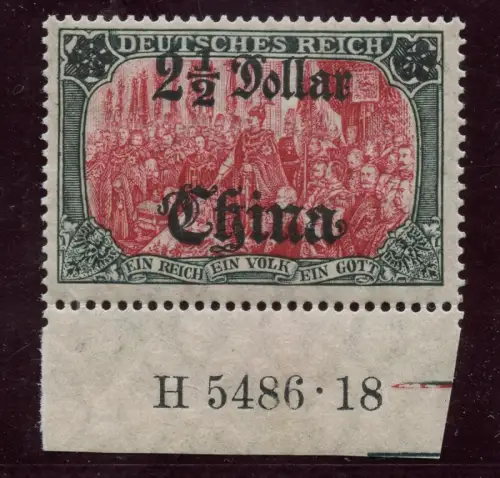 DEUTSCHES REICH
2½ Dollar
China
EIN REICH EIN VOLK EIN GOTT
H 5486·18